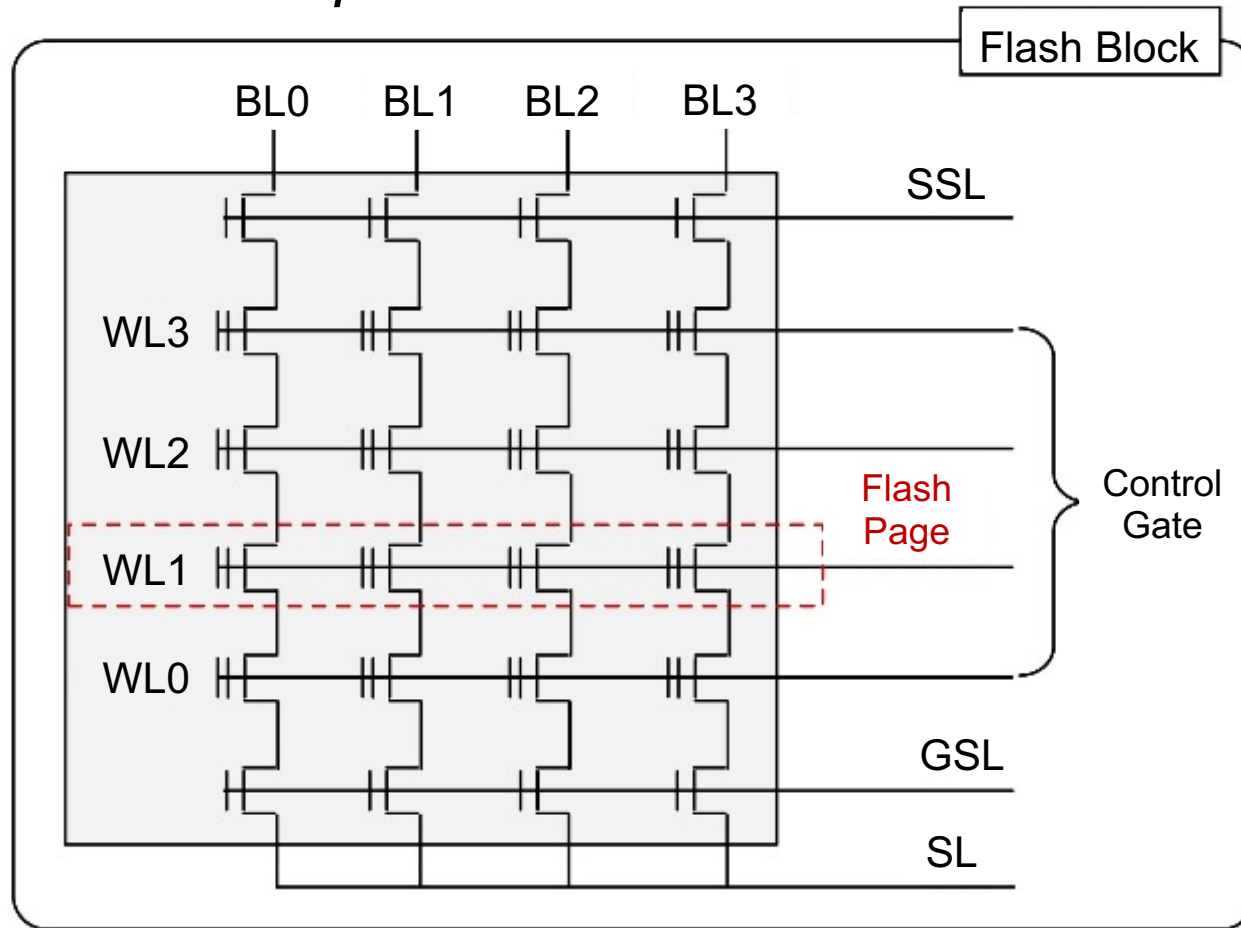 Flash Block
BL0 BL1 BL2 BL3
SSL
WL3
WL2
Flash
Page
Control
Gate
WL1
WL0
GSL
SL